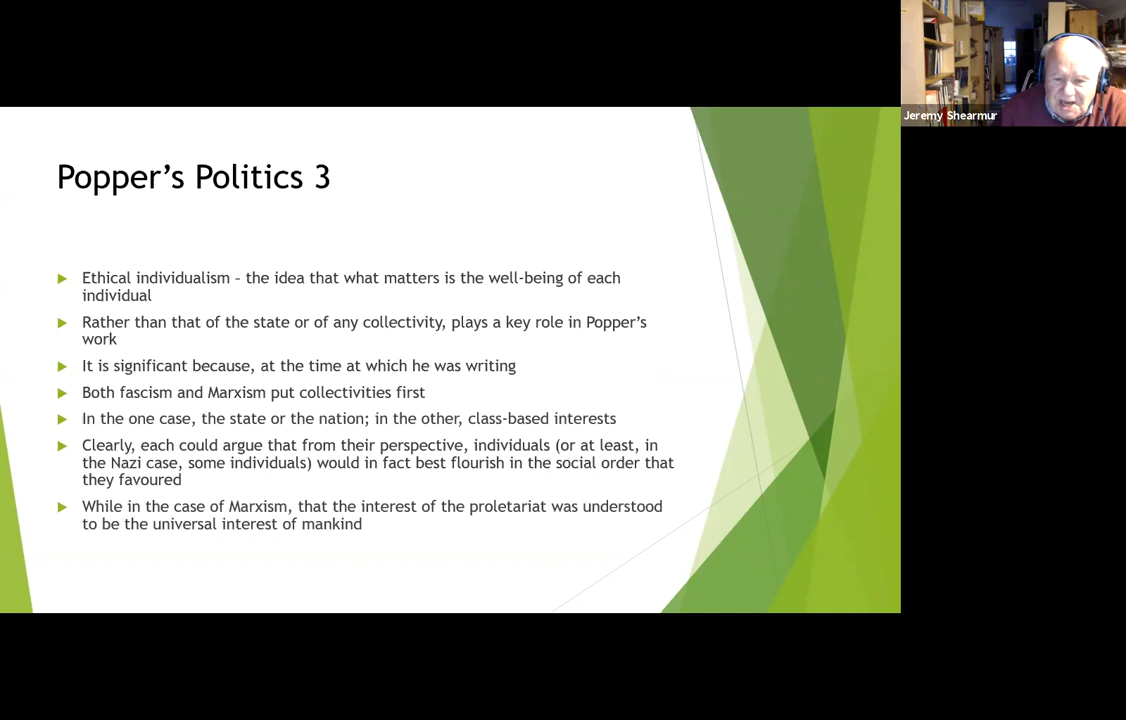 Jeremy Shearmur
Popper's Politics 3
Ethical individualism – the idea that what matters is the well-being of each
individual
Rather than that of the state or of any collectivity, plays a key role in Popper's
work
It is significant because, at the time at which he was writing
Both fascism and Marxism put collectivities first
In the one case, the state or the nation; in the other, class-based interests
Clearly, each could argue that from their perspective, individuals (or at least, in
the Nazi case, some individuals) would in fact best flourish in the social order that
they favoured
While in the case of Marxism, that the interest of the proletariat was understood
to be the universal interest of mankind